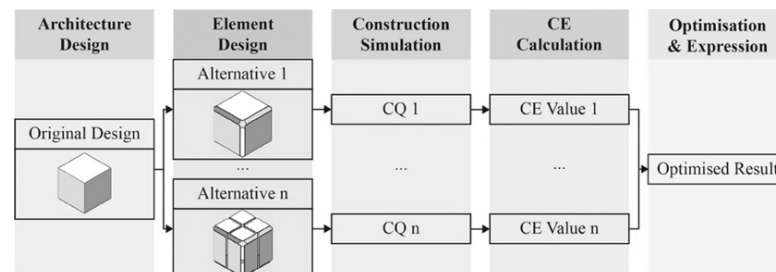 Architecture
Design
Element
Design
Construction
Simulation
CE
Calculation
Optimisation
& Expression
Original Design
Alternative 1
...
Alternative n
CQ 1
...
CQ n
CE Value 1
...
CE Value n
Optimised Result